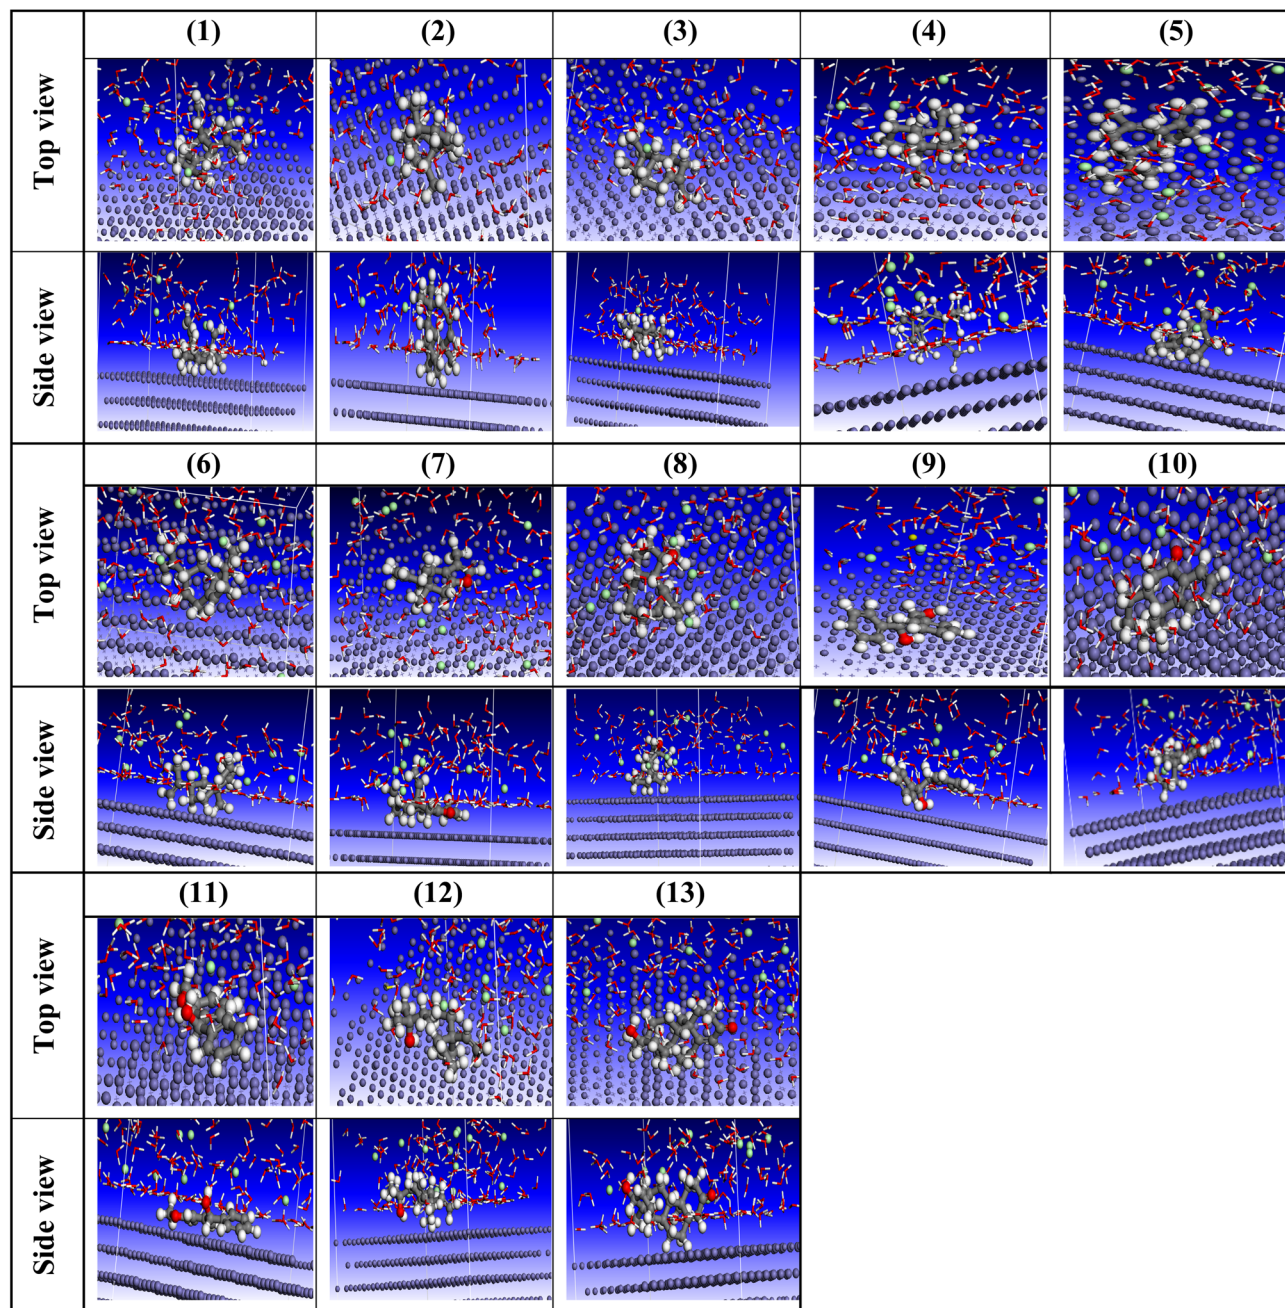 (1) (2) (3) (4) (5)
Top view
Side view
(6) (7) (8) (9) (10)
Top view
Side view
(11) (12) (13)
Top view
Side view